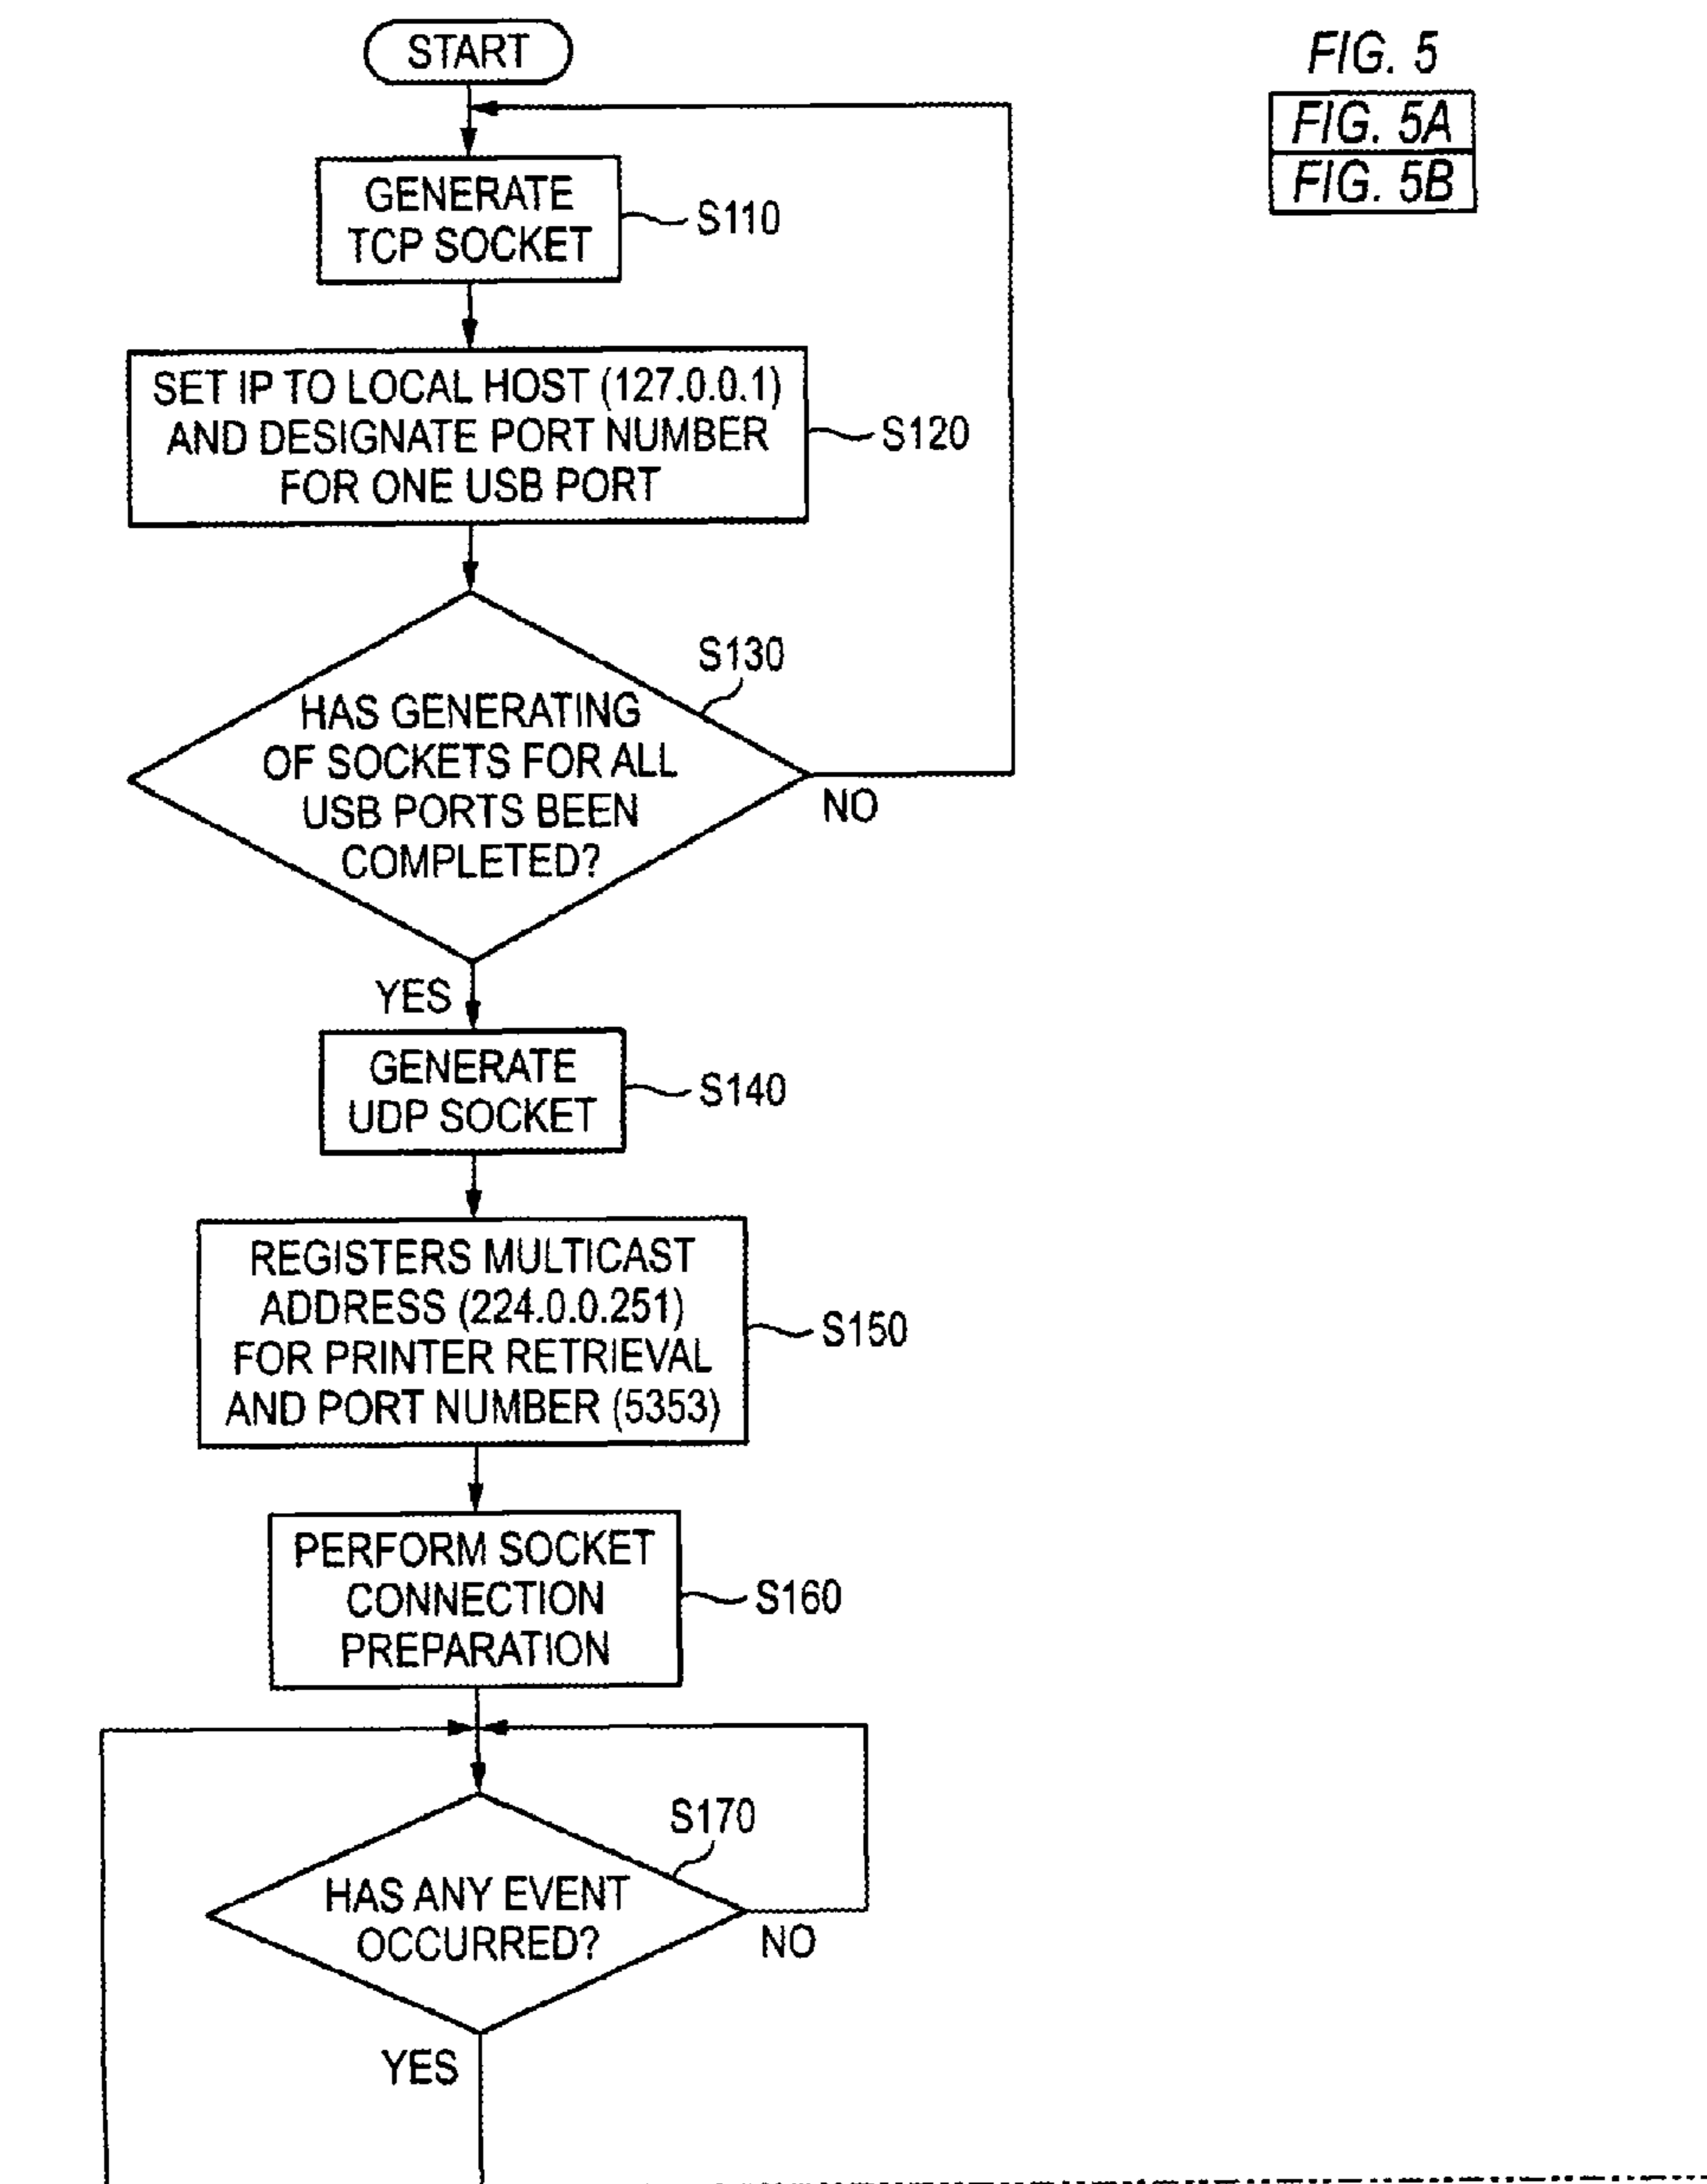 START
FIG. 5
FIG. 5A
FIG. 5B
GENERATE
TCP SOCKET
S110
SET IP TO LOCAL HOST (127.0.0.1)
AND DESIGNATE PORT NUMBER
FOR ONE USB PORT
S120
S130
HAS GENERATING
OF SOCKETS FOR ALL
USB PORTS BEEN
COMPLETED?
NO
YES
GENERATE
UDP SOCKET
S140
REGISTERS MULTICAST
ADDRESS (224.0.0.251)
FOR PRINTER RETRIEVAL
AND PORT NUMBER (5353)
S150
PERFORM SOCKET
CONNECTION
PREPARATION
S160
S170
HAS ANY EVENT
OCCURRED?
NO
YES